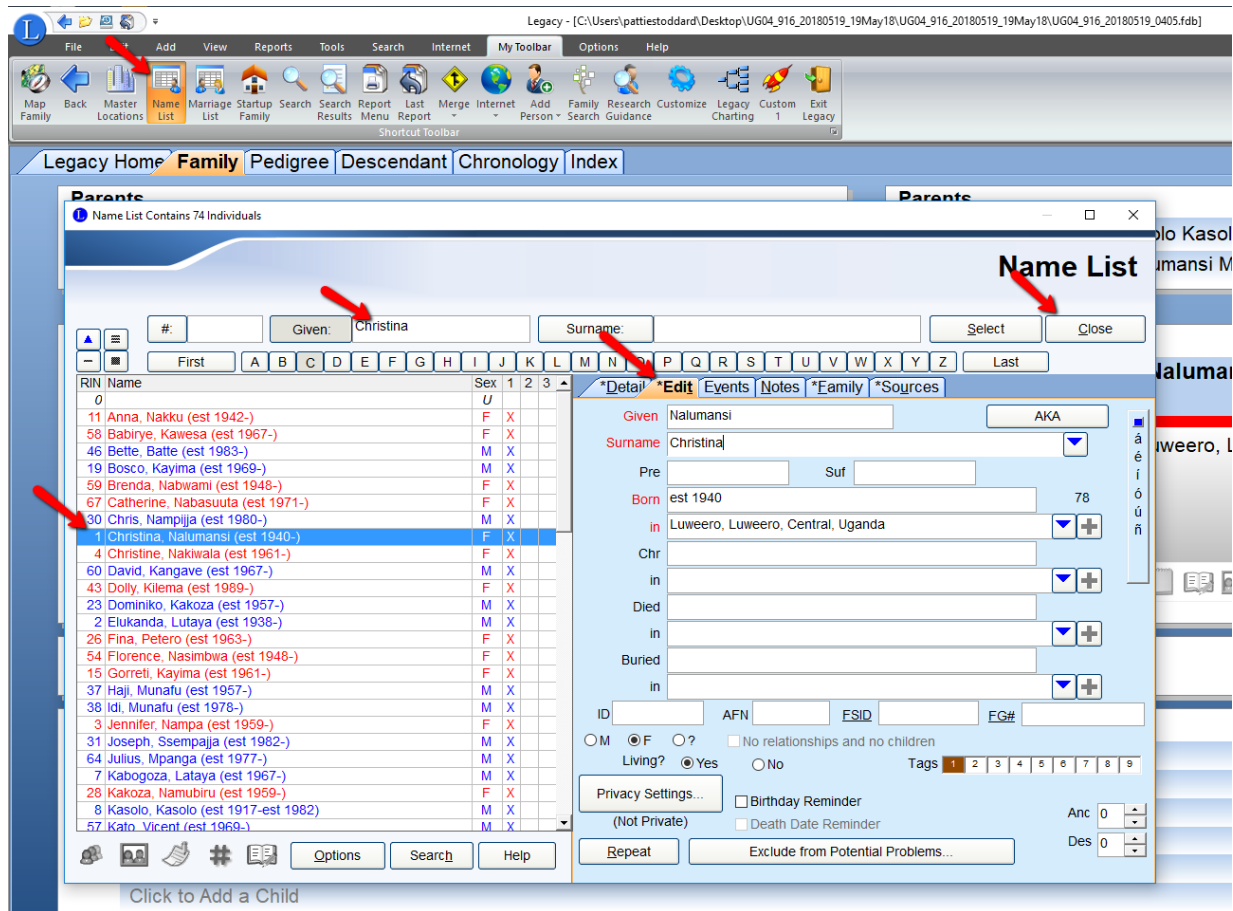 Legacy - [C:\Users\pattiestoddard\Desktop\UG04_916_20180519_19May18\UG04_916_20180519_19May18\UG04_916_20180519_0405.fdb]
File Add View Reports Tools Search Internet My Toolbar Options Help
Map Family Back Master Locations Name List Marriage List Startup Family Search Search Results Report Menu Last Report Merge Internet Add Person Family Search Research Guidance Customize Legacy Charting Custom 1 Exit Legacy
Shortcut Toolbar
Legacy Home Family Pedigree Descendant Chronology Index
Parents Parents
Name List Contains 74 Individuals
Name List
#: Given: Christina Surname: Select Close
First A B C D E F G H I J K L M N O P Q R S T U V W X Y Z Last
RIN Name Sex 1 2 3
0 U
11 Anna, Nakku (est 1942-) F X
58 Babirye, Kawesa (est 1967-) F X
46 Bette, Batte (est 1983-) M X
19 Bosco, Kayima (est 1969-) M X
59 Brenda, Nabwami (est 1948-) F X
67 Catherine, Nabasuuta (est 1971-) F X
30 Chris, Nampijja (est 1980-) M X
1 Christina, Nalumansi (est 1940-) F X
4 Christine, Nakiwala (est 1961-) F X
60 David, Kangave (est 1967-) M X
43 Dolly, Kilema (est 1989-) F X
23 Dominiko, Kakoza (est 1957-) M X
2 Elukanda, Lutaya (est 1938-) M X
26 Fina, Petero (est 1963-) F X
54 Florence, Nasimbwa (est 1948-) F X
15 Gorreti, Kayima (est 1961-) F X
37 Haji, Munafu (est 1957-) M X
38 Idi, Munafu (est 1978-) M X
3 Jennifer, Nampa (est 1959-) F X
31 Joseph, Ssempajja (est 1982-) M X
64 Julius, Mpanga (est 1977-) M X
7 Kabogoza, Lataya (est 1967-) M X
28 Kakoza, Namubiru (est 1959-) F X
8 Kasolo, Kasolo (est 1917-est 1982) M X
57 Kato, Vicent (est 1969-) M X
Options Search Help
*Detail *Edit Events Notes *Family *Sources
Given Nalumansi AKA
Surname Christina
Pre Suf
Born est 1940 78
in Luweero, Luweero, Central, Uganda
Chr
in
Died
in
Buried
in
á
é
í
ó
ú
ñ
ID AFN FSID FG#
M F ? No relationships and no children
Living? Yes No Tags 1 2 3 4 5 6 7 8 9
Privacy Settings... Birthday Reminder
(Not Private) Death Date Reminder
Anc 0
Des 0
Repeat Exclude from Potential Problems...
Click to Add a Child